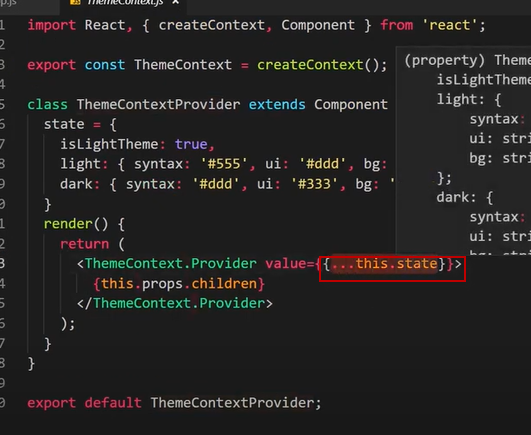 ThemeContext.js
import React, { createContext, Component } from 'react';
export const ThemeContext = createContext();
class ThemeContextProvider extends Component
state = {
isLightTheme: true,
light: { syntax: '#555', ui: '#ddd', bg:
dark: { syntax: '#ddd', ui: '#333', bg: '
}
render() {
return (
<ThemeContext.Provider value={{...this.state}}>
{this.props.children}
</ThemeContext.Provider>
);
}
}
export default ThemeContextProvider;
(property) Theme
isLightTheme
light: {
syntax:
ui: stri
bg: stri
};
dark: {
syntax:
ui: stri